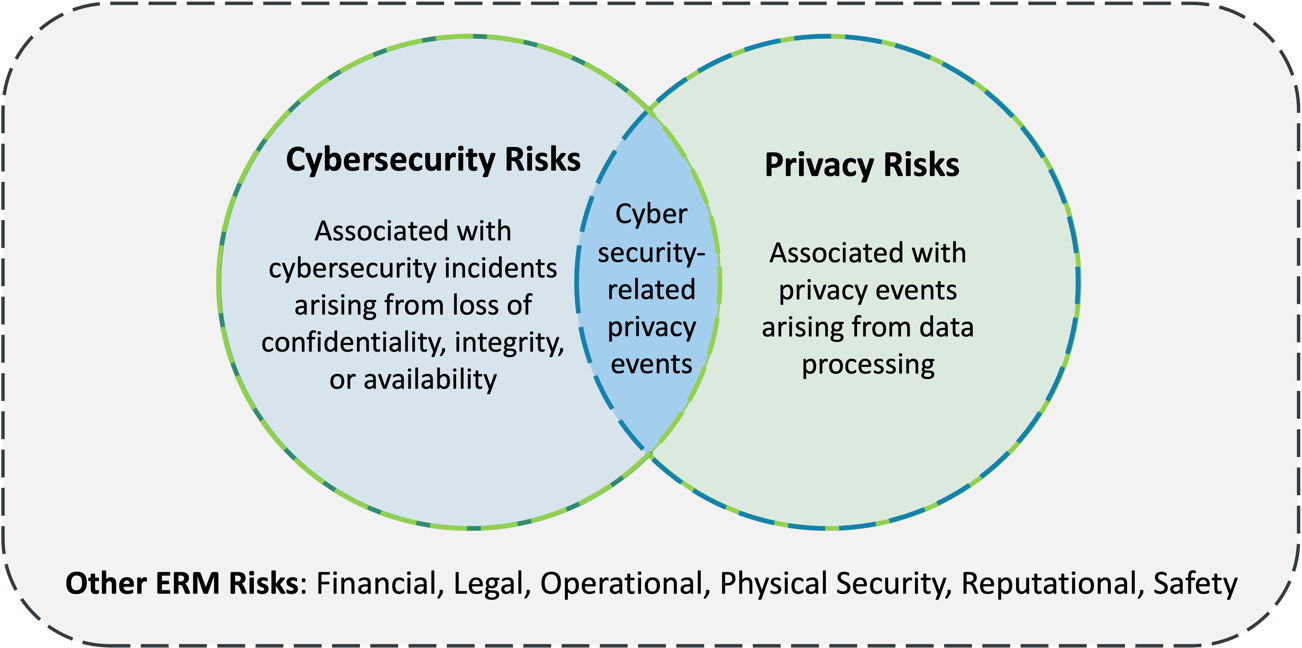 Cybersecurity Risks
Associated with
cybersecurity incidents
arising from loss of
confidentiality, integrity,
or availability
Cyber
security-
related
privacy
events
Privacy Risks
Associated with
privacy events
arising from data
processing
Other ERM Risks: Financial, Legal, Operational, Physical Security, Reputational, Safety